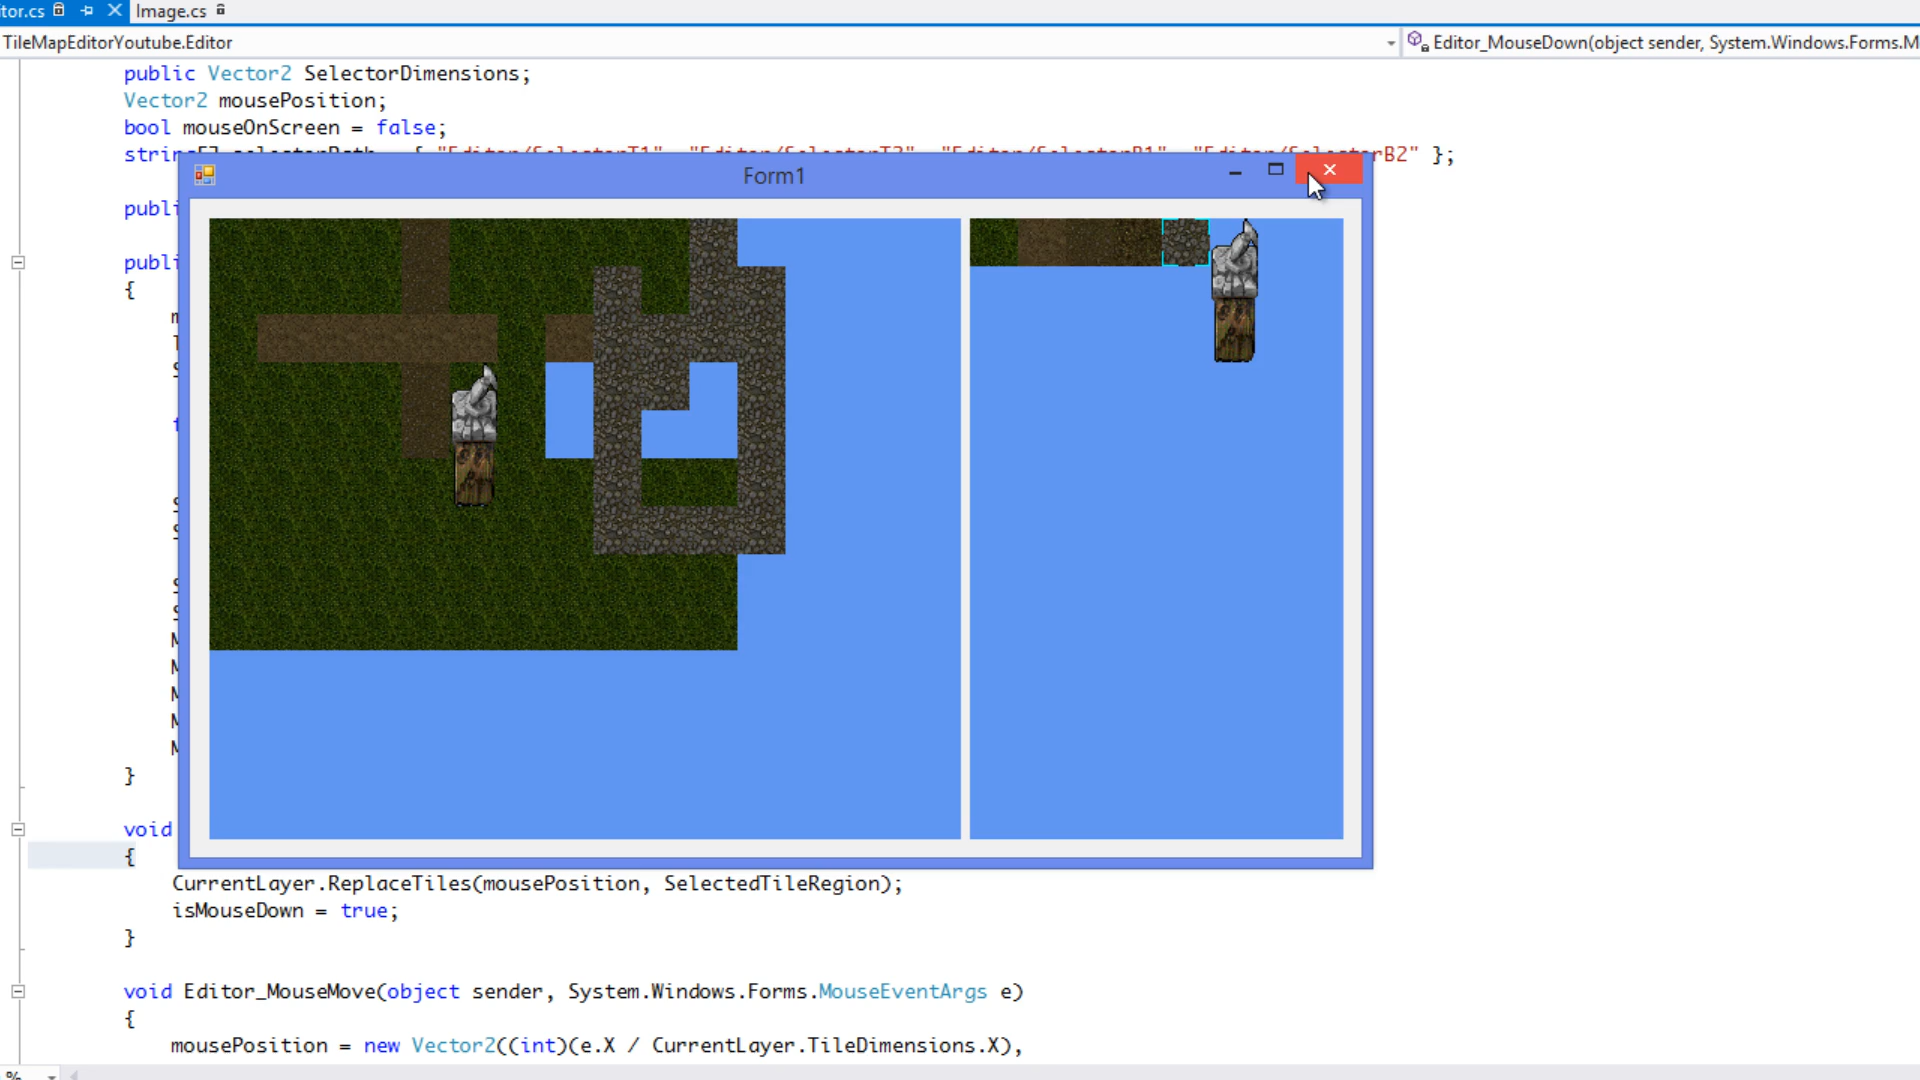 tor.cs Image.cs
TileMapEditorYoutube.Editor Editor_MouseDown(object sender, System.Windows.Forms.M
public Vector2 SelectorDimensions;
Vector2 mousePosition;
bool mouseOnScreen = false;
};
Form1
publi
publi
{
}
void
{
CurrentLayer.ReplaceTiles(mousePosition, SelectedTileRegion);
isMouseDown = true;
}
void Editor_MouseMove(object sender, System.Windows.Forms.MouseEventArgs e)
{
mousePosition = new Vector2((int)(e.X / CurrentLayer.TileDimensions.X),
%